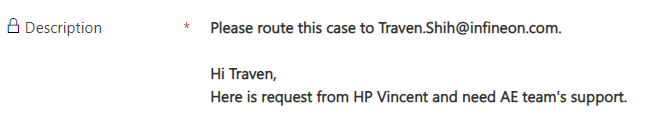 Description * Please route this case to Traven.Shih@infineon.com.
Hi Traven,
Here is request from HP Vincent and need AE team's support.